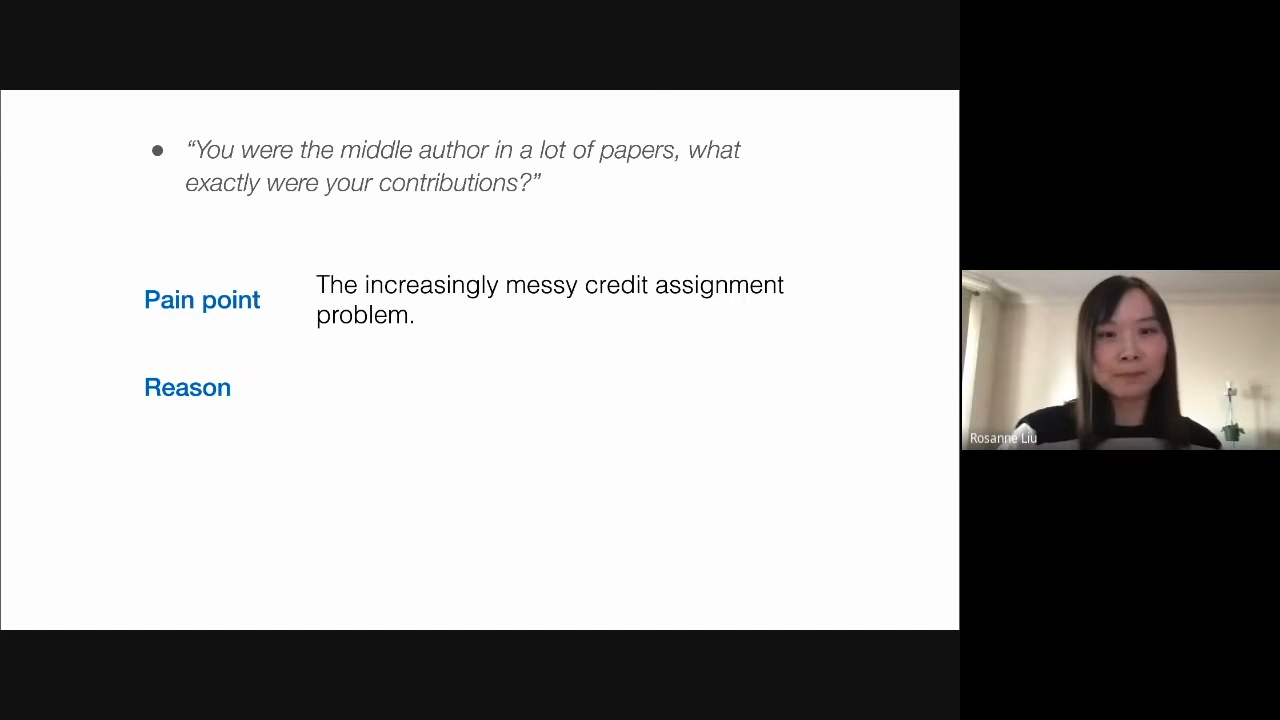 ● “You were the middle author in a lot of papers, what
exactly were your contributions?”
Pain point
The increasingly messy credit assignment
problem.
Reason
Rosanne Liu